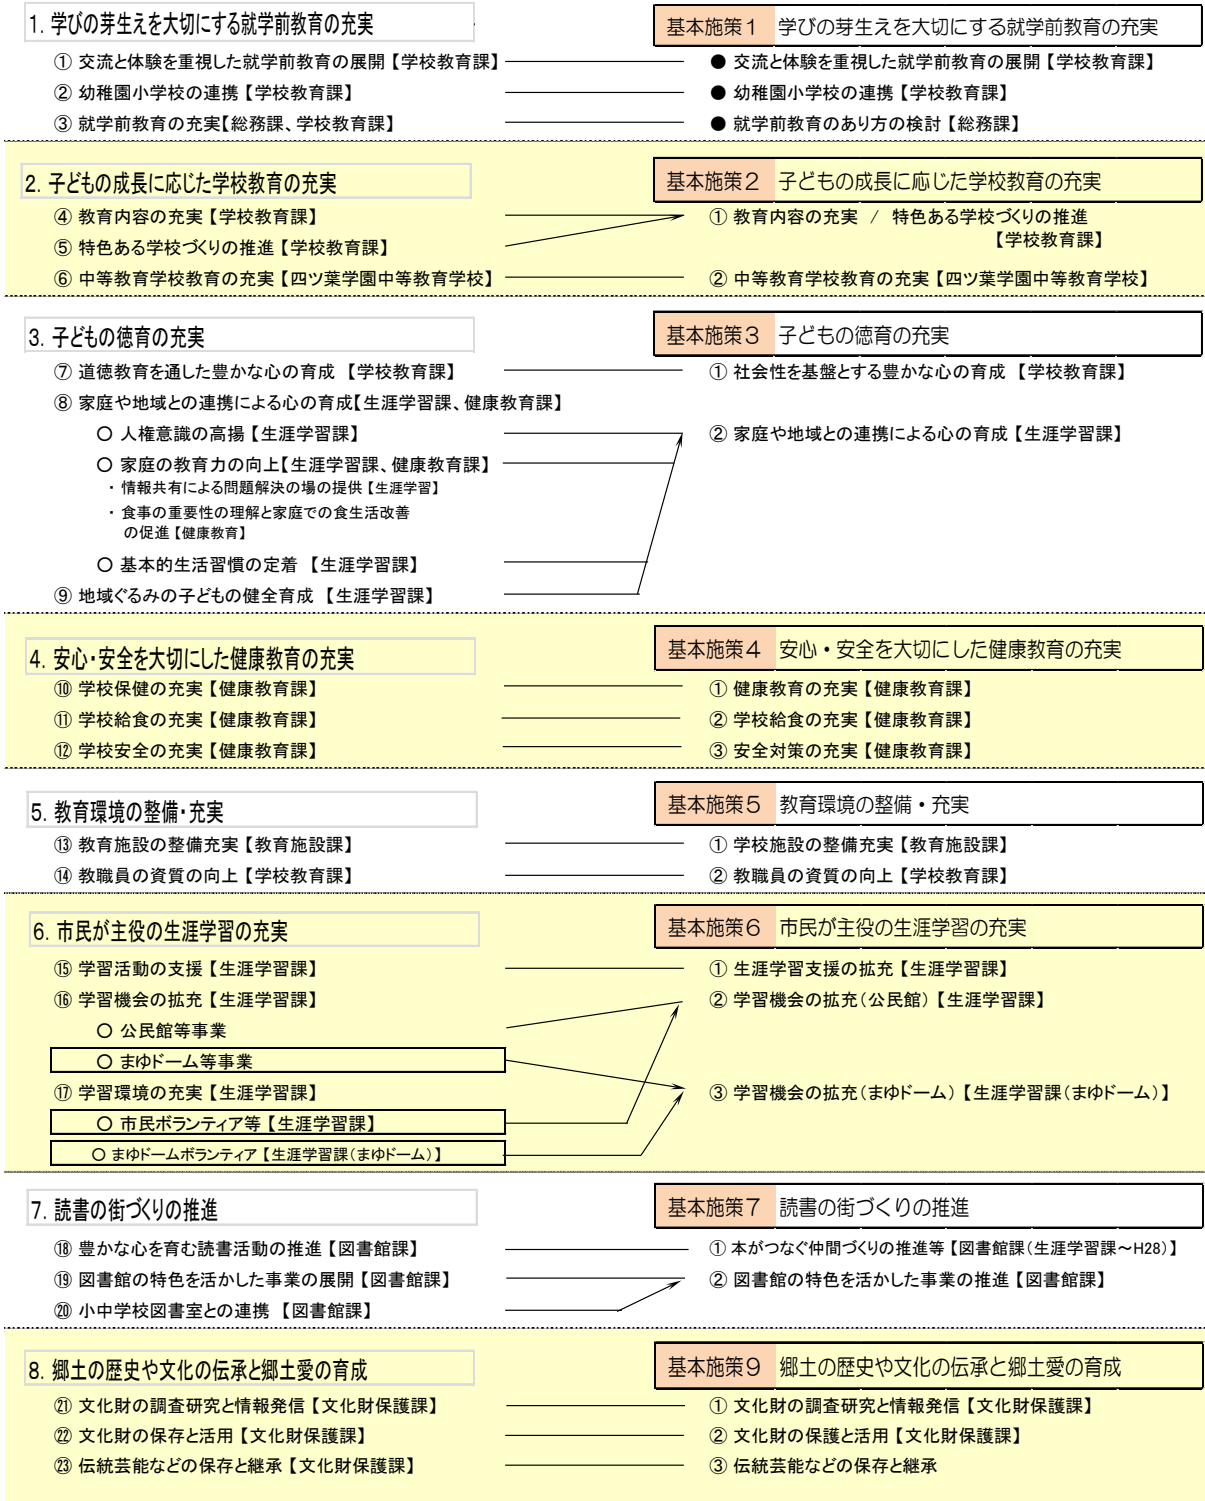 1. 学びの芽生えを大切にする就学前教育の充実
基本施策１ 学びの芽生えを大切にする就学前教育の充実
① 交流と体験を重視した就学前教育の展開【学校教育課】
● 交流と体験を重視した就学前教育の展開【学校教育課】
② 幼稚園小学校の連携【学校教育課】
● 幼稚園小学校の連携【学校教育課】
③ 就学前教育の充実【総務課、学校教育課】
● 就学前教育のあり方の検討【総務課】
2. 子どもの成長に応じた学校教育の充実
基本施策２ 子どもの成長に応じた学校教育の充実
④ 教育内容の充実【学校教育課】
① 教育内容の充実 / 特色ある学校づくりの推進
【学校教育課】
⑤ 特色ある学校づくりの推進【学校教育課】
⑥ 中等教育学校教育の充実【四ツ葉学園中等教育学校】
② 中等教育学校教育の充実【四ツ葉学園中等教育学校】
3. 子どもの徳育の充実
基本施策３ 子どもの徳育の充実
⑦ 道徳教育を通した豊かな心の育成 【学校教育課】
① 社会性を基盤とする豊かな心の育成 【学校教育課】
⑧ 家庭や地域との連携による心の育成【生涯学習課、健康教育課】
○ 人権意識の高揚【生涯学習課】
② 家庭や地域との連携による心の育成【生涯学習課】
○ 家庭の教育力の向上【生涯学習課、健康教育課】
・ 情報共有による問題解決の場の提供【生涯学習】
・ 食事の重要性の理解と家庭での食生活改善
の促進【健康教育】
○ 基本的生活習慣の定着 【生涯学習課】
⑨ 地域ぐるみの子どもの健全育成 【生涯学習課】
4. 安心・安全を大切にした健康教育の充実
基本施策４ 安心・安全を大切にした健康教育の充実
⑩ 学校保健の充実【健康教育課】
① 健康教育の充実【健康教育課】
⑪ 学校給食の充実【健康教育課】
② 学校給食の充実【健康教育課】
⑫ 学校安全の充実【健康教育課】
③ 安全対策の充実【健康教育課】
5. 教育環境の整備・充実
基本施策５ 教育環境の整備・充実
⑬ 教育施設の整備充実【教育施設課】
① 学校施設の整備充実【教育施設課】
⑭ 教職員の資質の向上【学校教育課】
② 教職員の資質の向上【学校教育課】
6. 市民が主役の生涯学習の充実
基本施策６ 市民が主役の生涯学習の充実
⑮ 学習活動の支援【生涯学習課】
① 生涯学習支援の拡充【生涯学習課】
⑯ 学習機会の拡充【生涯学習課】
② 学習機会の拡充（公民館）【生涯学習課】
○ 公民館等事業
○ まゆドーム等事業
⑰ 学習環境の充実【生涯学習課】
③ 学習機会の拡充（まゆドーム）【生涯学習課（まゆドーム）】
○ 市民ボランティア等【生涯学習課】
○ まゆドームボランティア【生涯学習課（まゆドーム）】
7. 読書の街づくりの推進
基本施策７ 読書の街づくりの推進
⑱ 豊かな心を育む読書活動の推進【図書館課】
① 本がつなぐ仲間づくりの推進等【図書館課（生涯学習課～H28）】
⑲ 図書館の特色を活かした事業の展開【図書館課】
② 図書館の特色を活かした事業の推進【図書館課】
⑳ 小中学校図書室との連携 【図書館課】
8. 郷土の歴史や文化の伝承と郷土愛の育成
基本施策９ 郷土の歴史や文化の伝承と郷土愛の育成
㉑ 文化財の調査研究と情報発信【文化財保護課】
① 文化財の調査研究と情報発信【文化財保護課】
㉒ 文化財の保存と活用【文化財保護課】
② 文化財の保護と活用【文化財保護課】
㉓ 伝統芸能などの保存と継承【文化財保護課】
③ 伝統芸能などの保存と継承